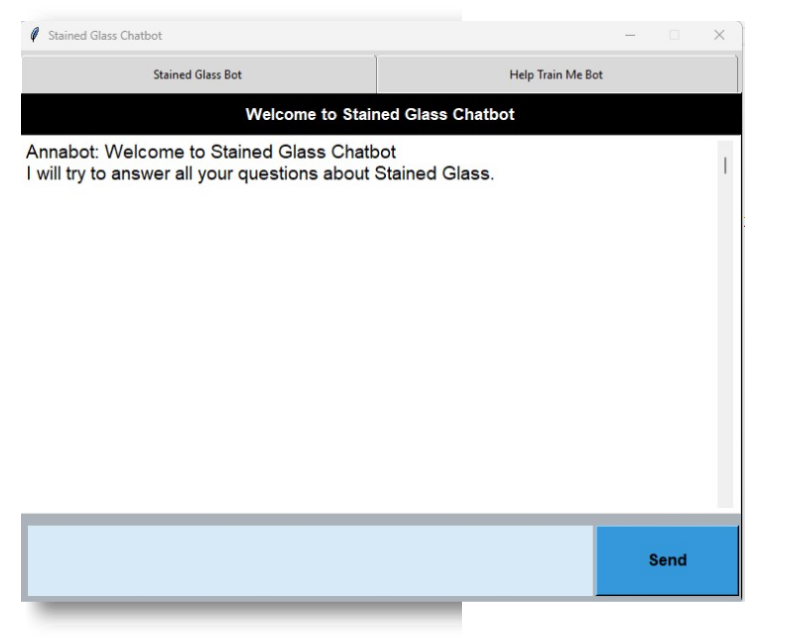 Stained Glass Chatbot
Stained Glass Bot
Help Train Me Bot
Welcome to Stained Glass Chatbot
Annabot: Welcome to Stained Glass Chatbot
I will try to answer all your questions about Stained Glass.
Send